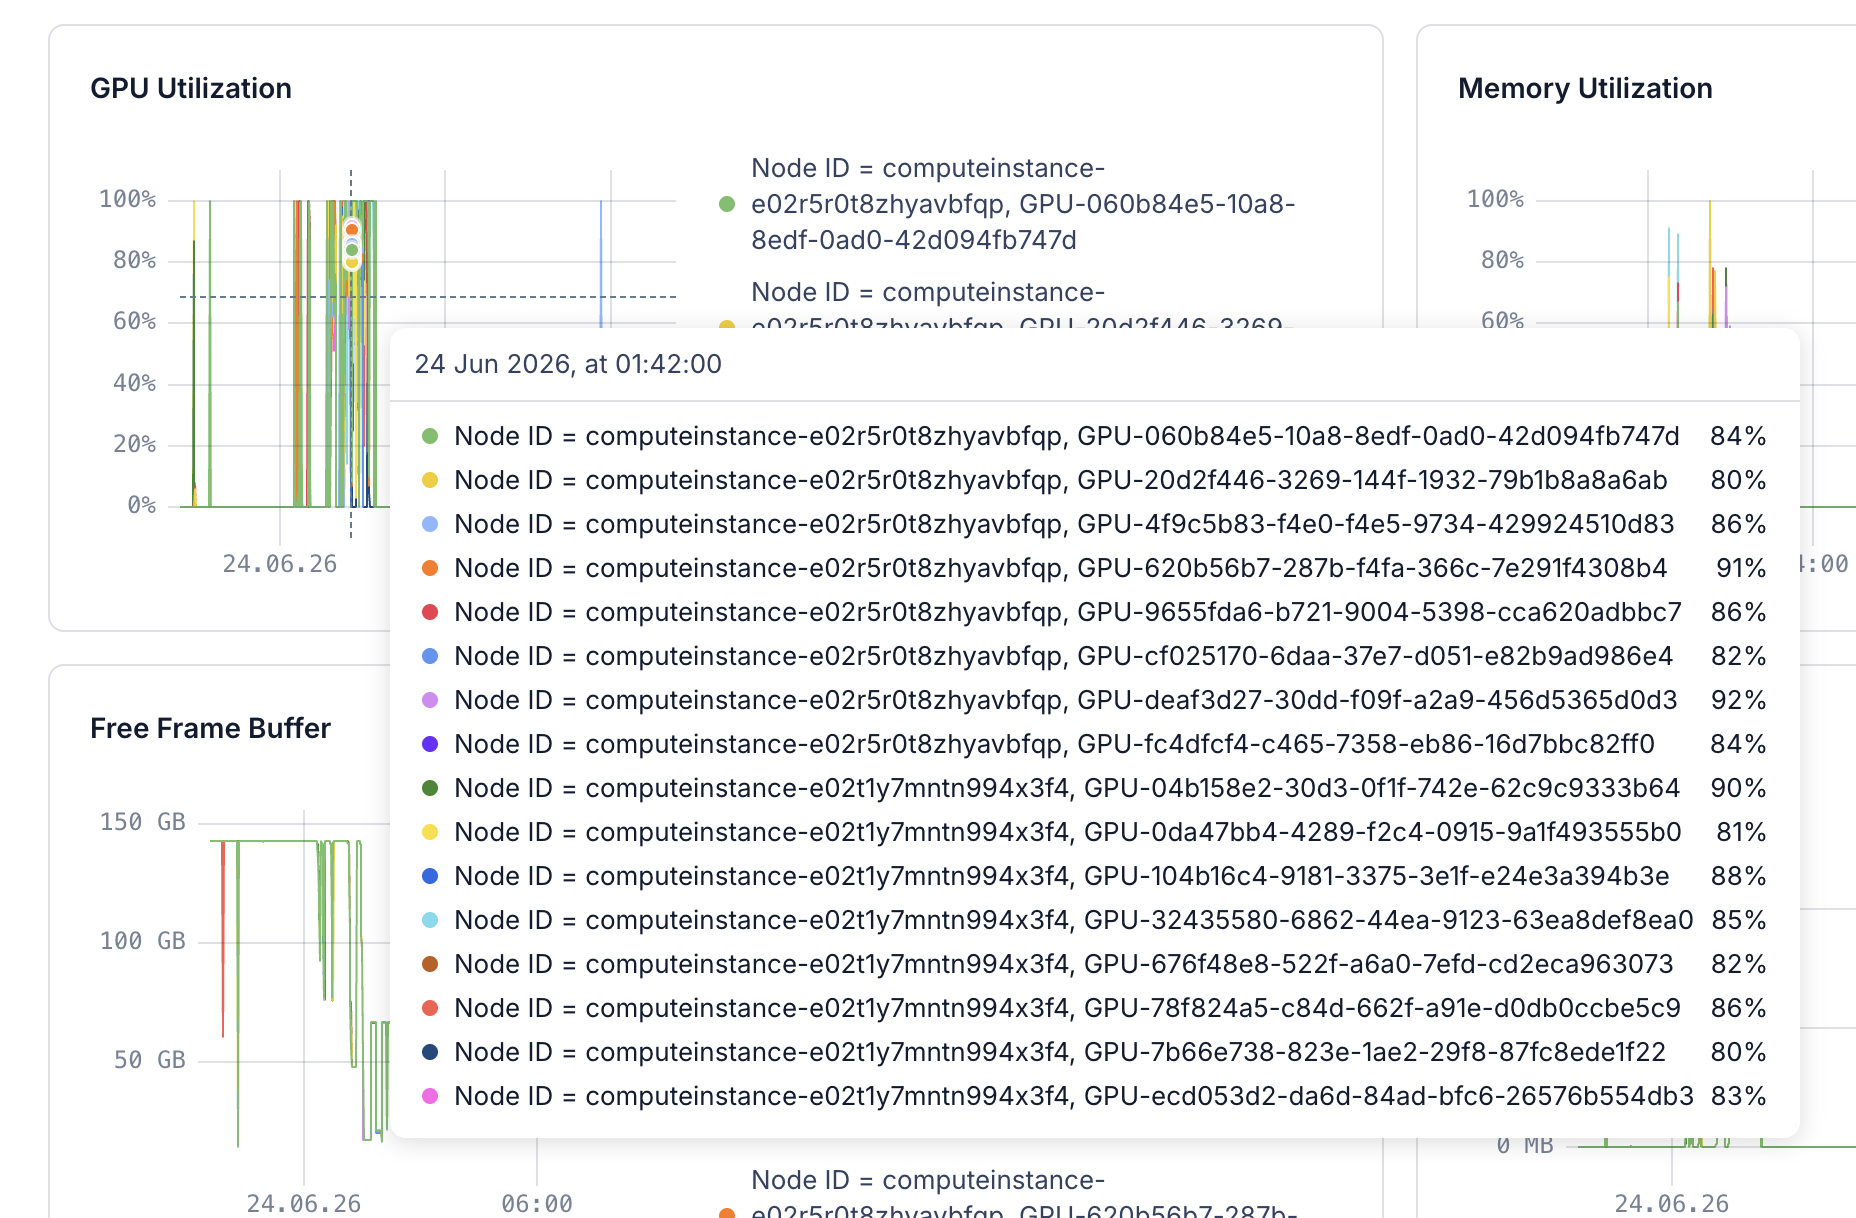 GPU Utilization
100%
80%
60%
40%
20%
0%
24.06.26
Node ID = computeinstance-
e02r5r0t8zhyavbfqp, GPU-060b84e5-10a8-
8edf-0ad0-42d094fb747d
Node ID = computeinstance-
e02r5r0t8zhyavbfqp, GPU-20d2f446-3269-
Memory Utilization
100%
80%
60%
4:00
24 Jun 2026, at 01:42:00
Node ID = computeinstance-e02r5r0t8zhyavbfqp, GPU-060b84e5-10a8-8edf-0ad0-42d094fb747d 84%
Node ID = computeinstance-e02r5r0t8zhyavbfqp, GPU-20d2f446-3269-144f-1932-79b1b8a8a6ab 80%
Node ID = computeinstance-e02r5r0t8zhyavbfqp, GPU-4f9c5b83-f4e0-f4e5-9734-429924510d83 86%
Node ID = computeinstance-e02r5r0t8zhyavbfqp, GPU-620b56b7-287b-f4fa-366c-7e291f4308b4 91%
Node ID = computeinstance-e02r5r0t8zhyavbfqp, GPU-9655fda6-b721-9004-5398-cca620adbbc7 86%
Node ID = computeinstance-e02r5r0t8zhyavbfqp, GPU-cf025170-6daa-37e7-d051-e82b9ad986e4 82%
Node ID = computeinstance-e02r5r0t8zhyavbfqp, GPU-deaf3d27-30dd-f09f-a2a9-456d5365d0d3 92%
Node ID = computeinstance-e02r5r0t8zhyavbfqp, GPU-fc4dfcf4-c465-7358-eb86-16d7bbc82ff0 84%
Node ID = computeinstance-e02t1y7mntn994x3f4, GPU-04b158e2-30d3-0f1f-742e-62c9c9333b64 90%
Node ID = computeinstance-e02t1y7mntn994x3f4, GPU-0da47bb4-4289-f2c4-0915-9a1f493555b0 81%
Node ID = computeinstance-e02t1y7mntn994x3f4, GPU-104b16c4-9181-3375-3e1f-e24e3a394b3e 88%
Node ID = computeinstance-e02t1y7mntn994x3f4, GPU-32435580-6862-44ea-9123-63ea8def8ea0 85%
Node ID = computeinstance-e02t1y7mntn994x3f4, GPU-676f48e8-522f-a6a0-7efd-cd2eca963073 82%
Node ID = computeinstance-e02t1y7mntn994x3f4, GPU-78f824a5-c84d-662f-a91e-d0db0ccbe5c9 86%
Node ID = computeinstance-e02t1y7mntn994x3f4, GPU-7b66e738-823e-1ae2-29f8-87fc8ede1f22 80%
Node ID = computeinstance-e02t1y7mntn994x3f4, GPU-ecd053d2-da6d-84ad-bfc6-26576b554db3 83%
Free Frame Buffer
150 GB
100 GB
50 GB
24.06.26
06:00
Node ID = computeinstance-
e02r5r0t8zhyavbfqp, GPU-620b56b7-287b-
0 MB
24.06.26